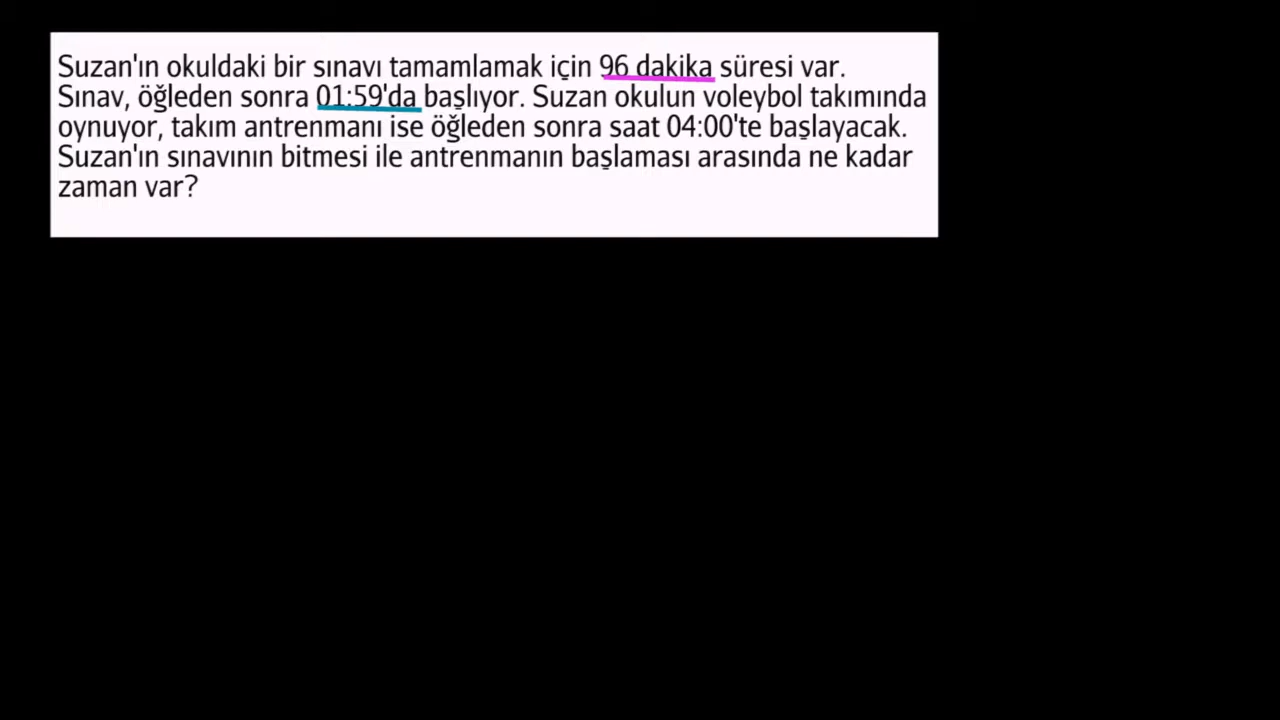 Suzan'ın okuldaki bir sınavı tamamlamak için 96 dakika süresi var.
Sınav, öğleden sonra 01:59'da başlıyor. Suzan okulun voleybol takımında
oynuyor, takım antrenmanı ise öğleden sonra saat 04:00'te başlayacak.
Suzan'ın sınavının bitmesi ile antrenmanın başlaması arasında ne kadar
zaman var?